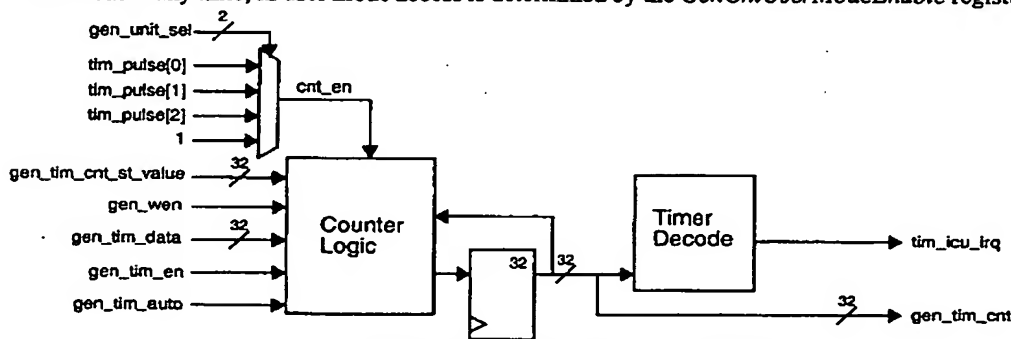 GenCntUserModeEnable
2
gen_unit_sel
tim_pulse[0]
tim_pulse[1]
tim_pulse[2]
1
cnt_en
gen_tim_cnt_st_value
32
gen_wen
gen_tim_data
32
gen_tim_en
gen_tim_auto
Counter
Logic
32
32
Timer
Decode
tim_icu_irq
32
gen_tim_cnt